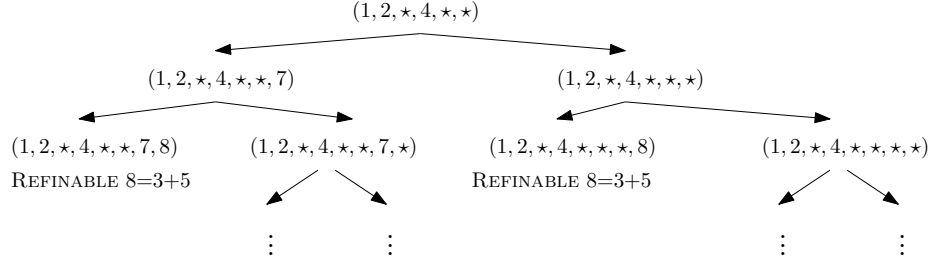 (1, 2, ⋆, 4, ⋆, ⋆)
(1, 2, ⋆, 4, ⋆, ⋆, 7)
(1, 2, ⋆, 4, ⋆, ⋆, ⋆)
(1, 2, ⋆, 4, ⋆, ⋆, 7, 8)
(1, 2, ⋆, 4, ⋆, ⋆, 7, ⋆)
(1, 2, ⋆, 4, ⋆, ⋆, ⋆, 8)
(1, 2, ⋆, 4, ⋆, ⋆, ⋆, ⋆)
REFINABLE 8=3+5
REFINABLE 8=3+5
⋮
⋮
⋮
⋮